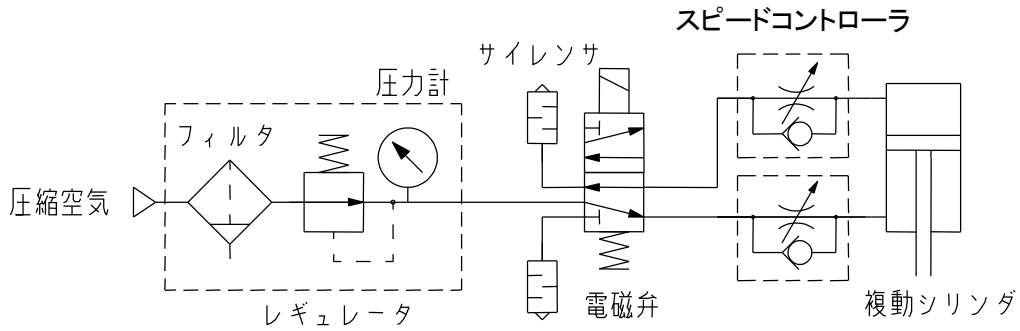 スピードコントローラ
サイレンサ
圧力計
フィルタ
圧縮空気
レギュレータ
電磁弁
複動シリンダ